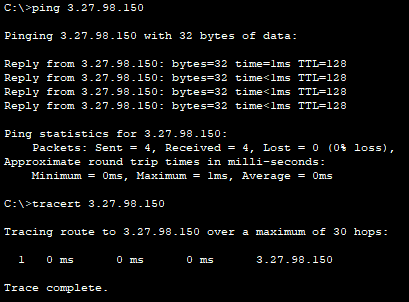 C:\>ping 3.27.98.150
Pinging 3.27.98.150 with 32 bytes of data:
Reply from 3.27.98.150: bytes=32 time=1ms TTL=128
Reply from 3.27.98.150: bytes=32 time<1ms TTL=128
Reply from 3.27.98.150: bytes=32 time<1ms TTL=128
Reply from 3.27.98.150: bytes=32 time<1ms TTL=128
Ping statistics for 3.27.98.150:
Packets: Sent = 4, Received = 4, Lost = 0 (0% loss),
Approximate round trip times in milli-seconds:
Minimum = 0ms, Maximum = 1ms, Average = 0ms
C:\>tracert 3.27.98.150
Tracing route to 3.27.98.150 over a maximum of 30 hops:
1 0 ms 0 ms 0 ms 3.27.98.150
Trace complete.